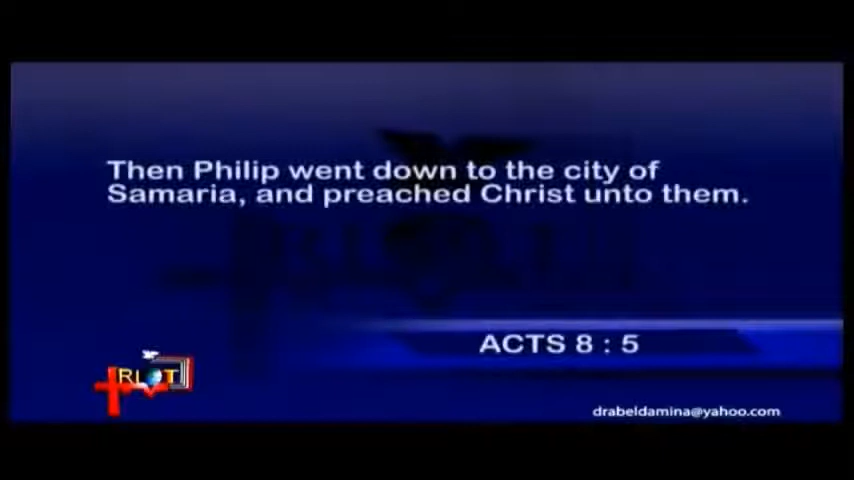 Then Philip went down to the city of
Samaria, and preached Christ unto them.
ACTS 8 : 5
RIOT
drabeldamina@yahoo.com